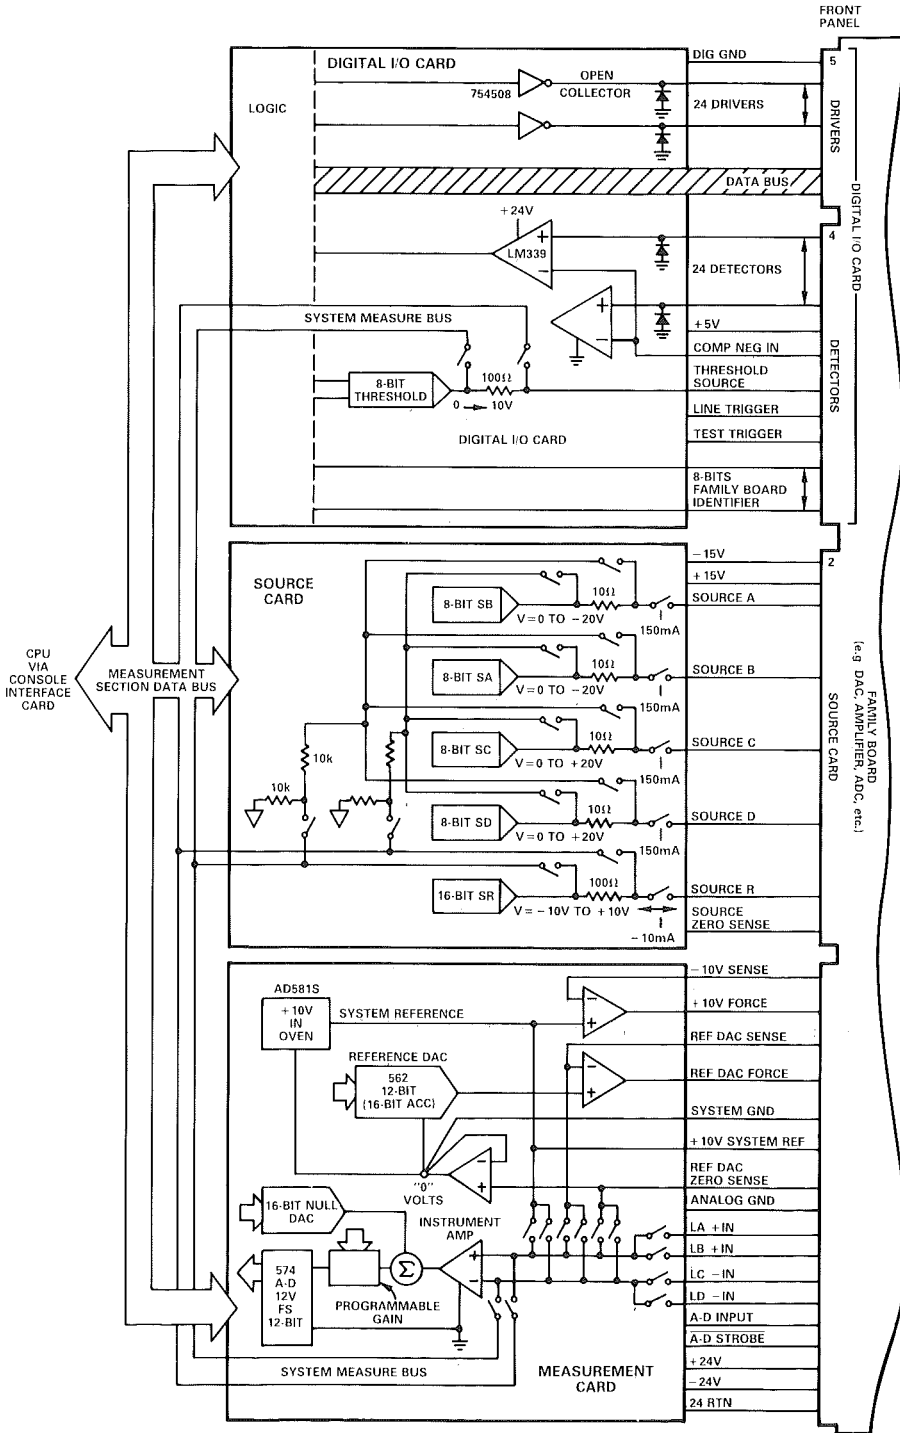 FRONT
PANEL
DIGITAL I/O CARD
LOGIC
754508
OPEN
COLLECTOR
DIG GND
5
24 DRIVERS
DRIVERS
DATA BUS
+24V
LM339
+
−
4
24 DETECTORS
+
−
+5V
COMP NEG IN
SYSTEM MEASURE BUS
8-BIT
THRESHOLD
100Ω
0 → 10V
THRESHOLD
SOURCE
DETECTORS
LINE TRIGGER
DIGITAL I/O CARD
TEST TRIGGER
8-BITS
FAMILY BOARD
IDENTIFIER
DIGITAL I/O CARD
SOURCE
CARD
−15V
2
+15V
8-BIT SB
10Ω
V=0 TO −20V
150mA
SOURCE A
8-BIT SA
10Ω
V=0 TO −20V
150mA
SOURCE B
8-BIT SC
10Ω
V=0 TO +20V
150mA
SOURCE C
8-BIT SD
10Ω
V=0 TO +20V
150mA
SOURCE D
16-BIT SR
100Ω
V=−10V TO +10V
−10mA
SOURCE R
SOURCE
ZERO SENSE
10k
10k
SOURCE CARD
FAMILY BOARD
(e.g DAC, AMPLIFIER, ADC, etc.)
CPU
VIA
CONSOLE
INTERFACE
CARD
MEASUREMENT
SECTION DATA BUS
AD581S
+10V
IN
OVEN
SYSTEM REFERENCE
−
+
−10V SENSE
+10V FORCE
REF DAC SENSE
REFERENCE DAC
562
12-BIT
(16-BIT ACC)
−
+
REF DAC FORCE
SYSTEM GND
+10V SYSTEM REF
−
+
"0"
VOLTS
REF DAC
ZERO SENSE
ANALOG GND
16-BIT NULL
DAC
INSTRUMENT
AMP
+
−
LA +IN
LB +IN
LC −IN
LD −IN
574
A-D
12V
FS
12-BIT
Σ
PROGRAMMABLE
GAIN
A-D INPUT
A-D STROBE
SYSTEM MEASURE BUS
MEASUREMENT
CARD
+24V
−24V
24 RTN